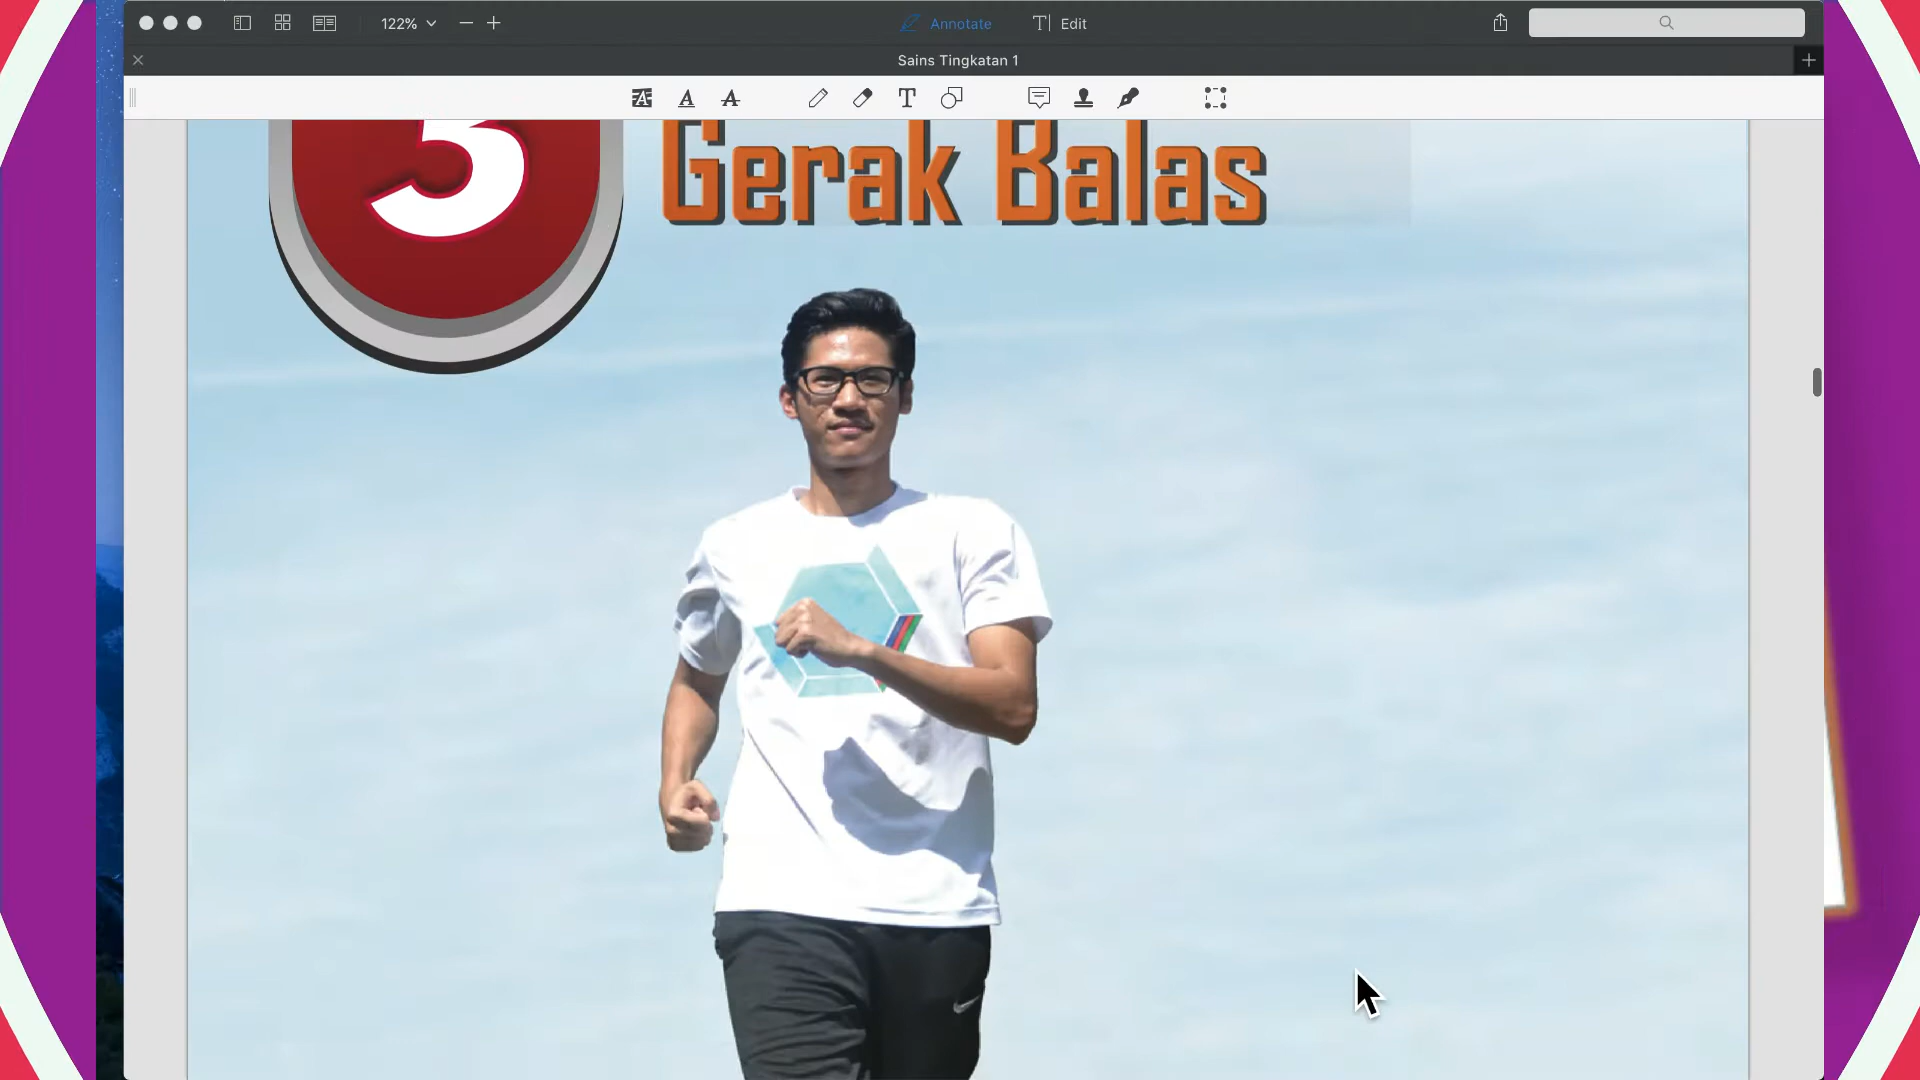 122%
Annotate
Edit
Sains Tingkatan 1
3
Gerak Balas